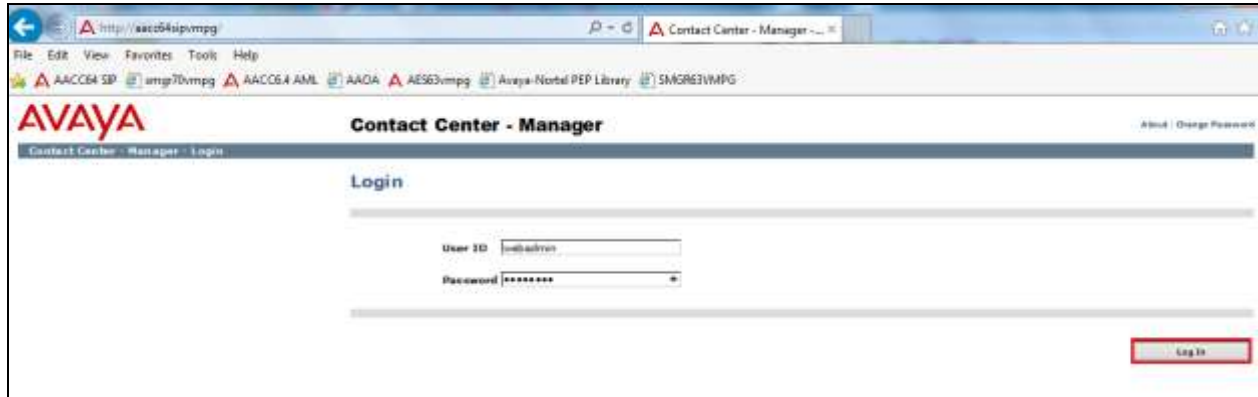 http://aacc64sipvmpg/
Contact Center - Manager -...
File Edit View Favorites Tools Help
AACC64 SIP smgr70vmpg AACC6.4 AML AAOA AES63vmpg Avaya-Nortel PEP Library SMGR63VMPG
AVAYA
Contact Center - Manager
About | Change Password
Contact Center - Manager - Login
Login
User ID webadmin
Password ••••••••
Log In